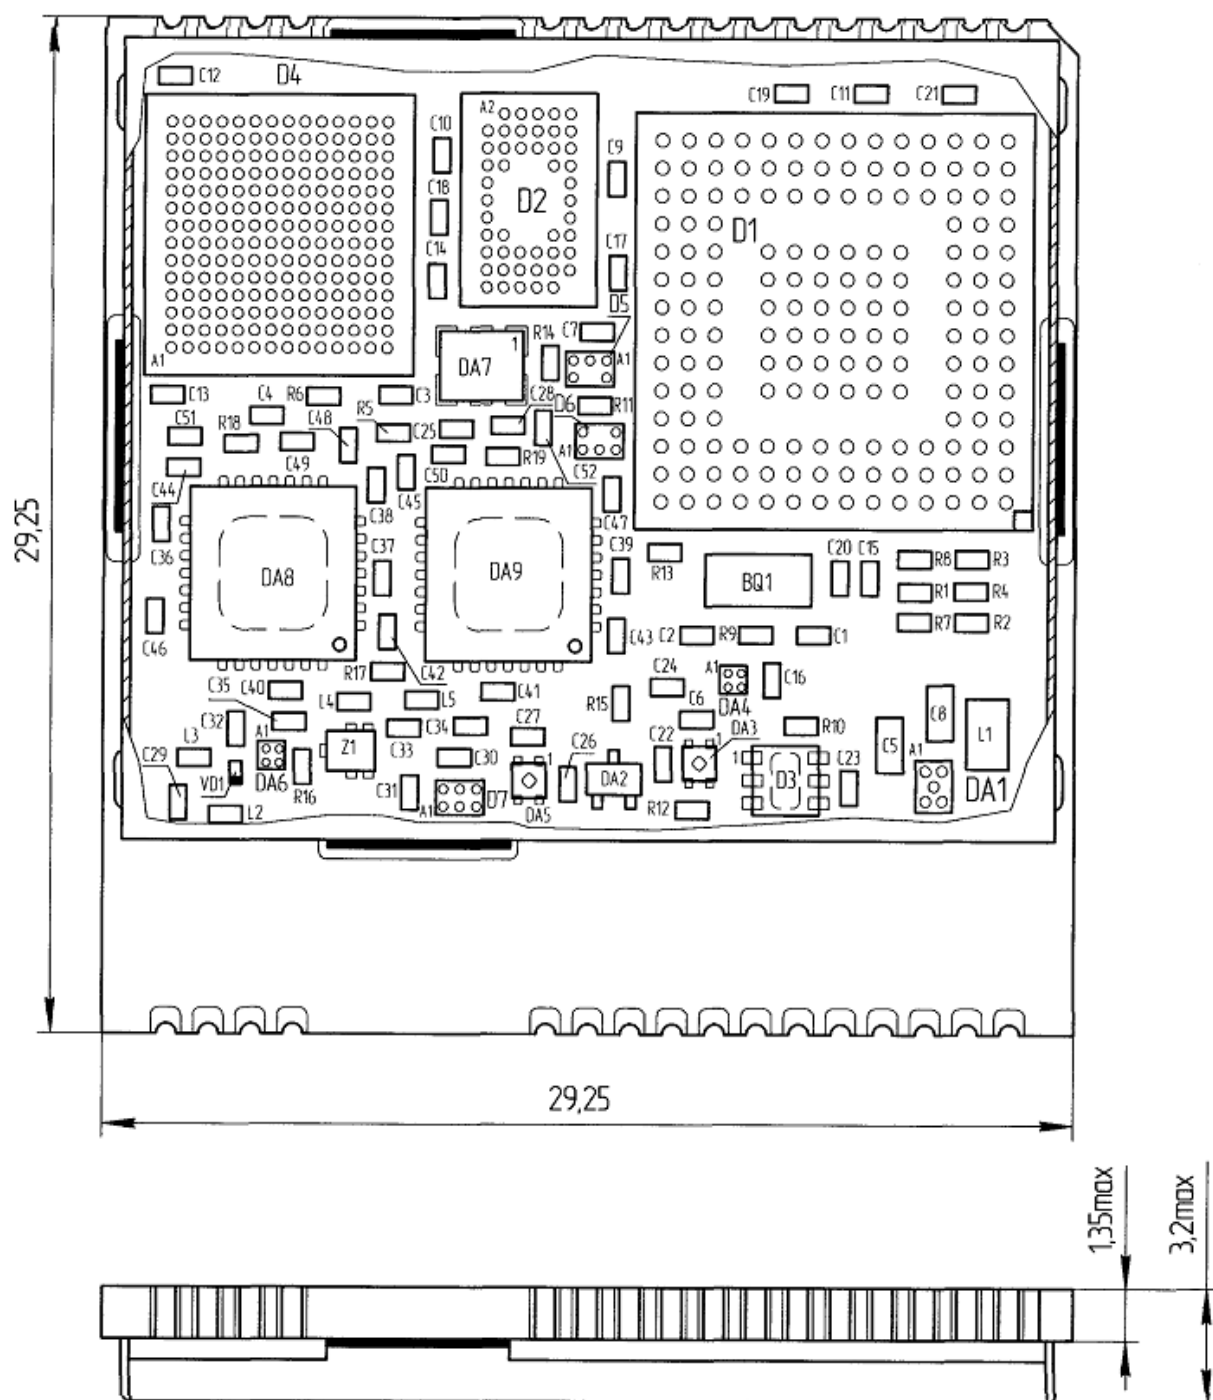 C12
D4
C19
C11
C21
A2
C10
C9
C18
D2
D1
C14
C17
D5
A1
C7
R14
A1
1
DA7
C13
C4
R6
C3
C28
D6
R11
C51
R18
C48
R5
C25
A1
C49
C50
R19
C52
C44
C45
C38
C47
29,25
C36
C37
C39
DA8
DA9
R13
BQ1
C20
C15
R8
R3
R1
R4
C46
C43
C2
R9
C1
R7
R2
R17
C42
C35
C40
L4
L5
C41
R15
C24
A1
DA4
C16
C32
A1
Z1
C33
C34
C27
C6
DA3
R10
C5
C8
L1
L3
C29
VD1
DA6
R16
C30
C31
1
C26
DA2
C22
1
1
D3
C23
A1
DA1
L2
A1
D7
DA5
R12
29,25
1,35max
3,2max